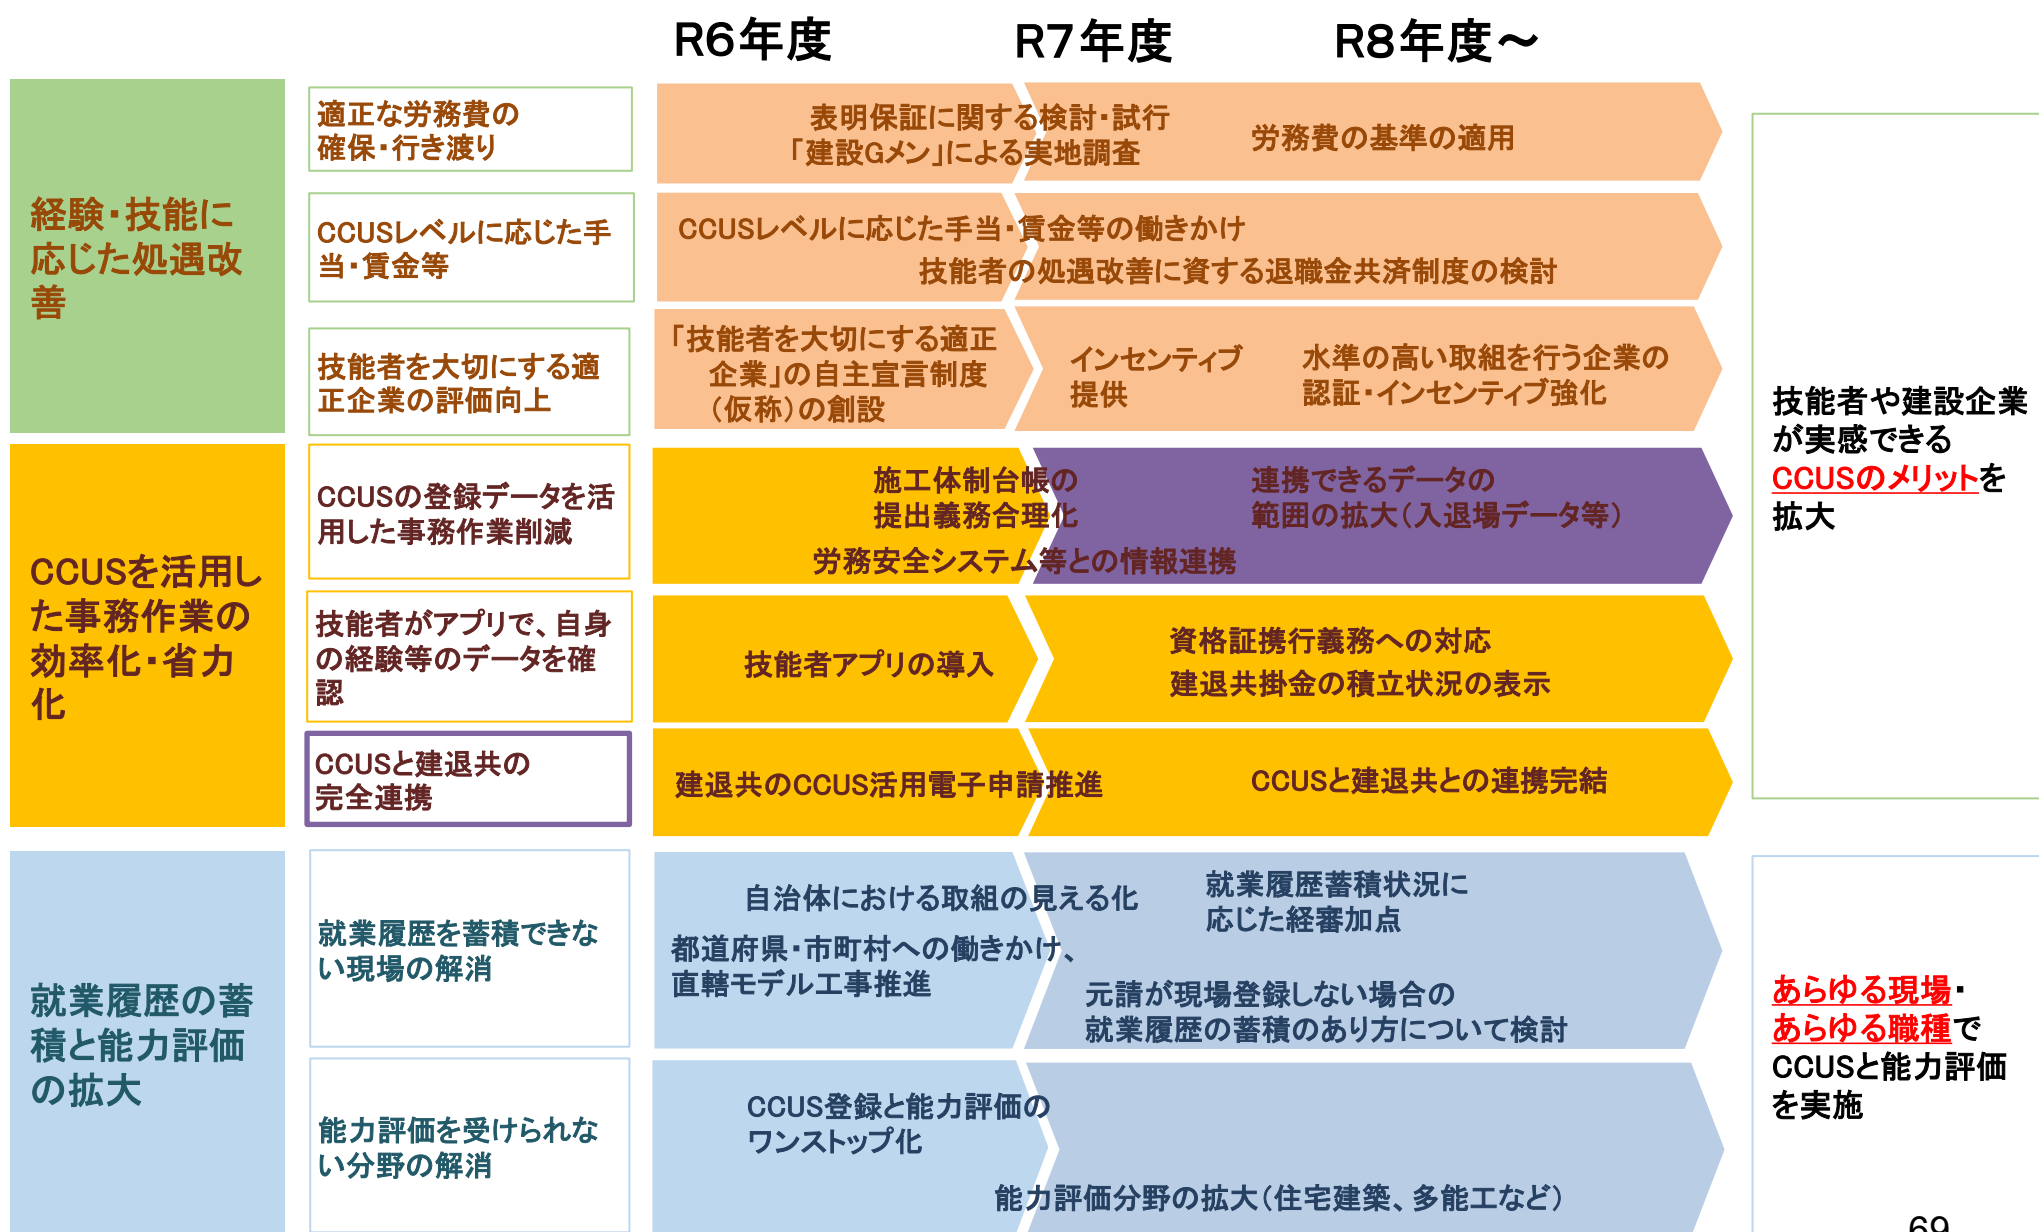 R6年度
R7年度
R8年度～
経験・技能に
応じた処遇改
善
適正な労務費の
確保・行き渡り
表明保証に関する検討・試行
「建設Gメン」による実地調査
労務費の基準の適用
CCUSレベルに応じた手
当・賃金等
CCUSレベルに応じた手当・賃金等の働きかけ
技能者の処遇改善に資する退職金共済制度の検討
技能者を大切にする適
正企業の評価向上
「技能者を大切にする適正
企業」の自主宣言制度
（仮称）の創設
インセンティブ
提供
水準の高い取組を行う企業の
認証・インセンティブ強化
CCUSを活用し
た事務作業の
効率化・省力
化
CCUSの登録データを活
用した事務作業削減
施工体制台帳の
提出義務合理化
労務安全システム等との情報連携
連携できるデータの
範囲の拡大（入退場データ等）
技能者がアプリで、自身
の経験等のデータを確
認
技能者アプリの導入
資格証携行義務への対応
建退共掛金の積立状況の表示
CCUSと建退共の
完全連携
建退共のCCUS活用電子申請推進
CCUSと建退共との連携完結
技能者や建設企業
が実感できる
CCUSのメリットを
拡大
就業履歴の蓄
積と能力評価
の拡大
就業履歴を蓄積できな
い現場の解消
自治体における取組の見える化
都道府県・市町村への働きかけ、
直轄モデル工事推進
就業履歴蓄積状況に
応じた経審加点
元請が現場登録しない場合の
就業履歴の蓄積のあり方について検討
能力評価を受けられな
い分野の解消
CCUS登録と能力評価の
ワンストップ化
能力評価分野の拡大（住宅建築、多能工など）
あらゆる現場・
あらゆる職種で
CCUSと能力評価
を実施
69